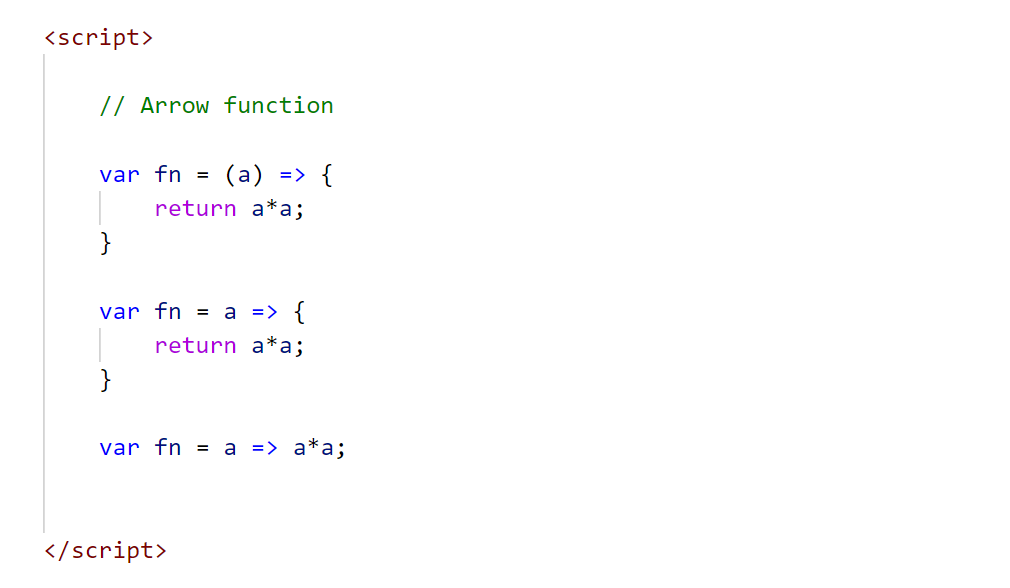 <script>
// Arrow function
var fn = (a) => {
return a*a;
}
var fn = a => {
return a*a;
}
var fn = a => a*a;
</script>